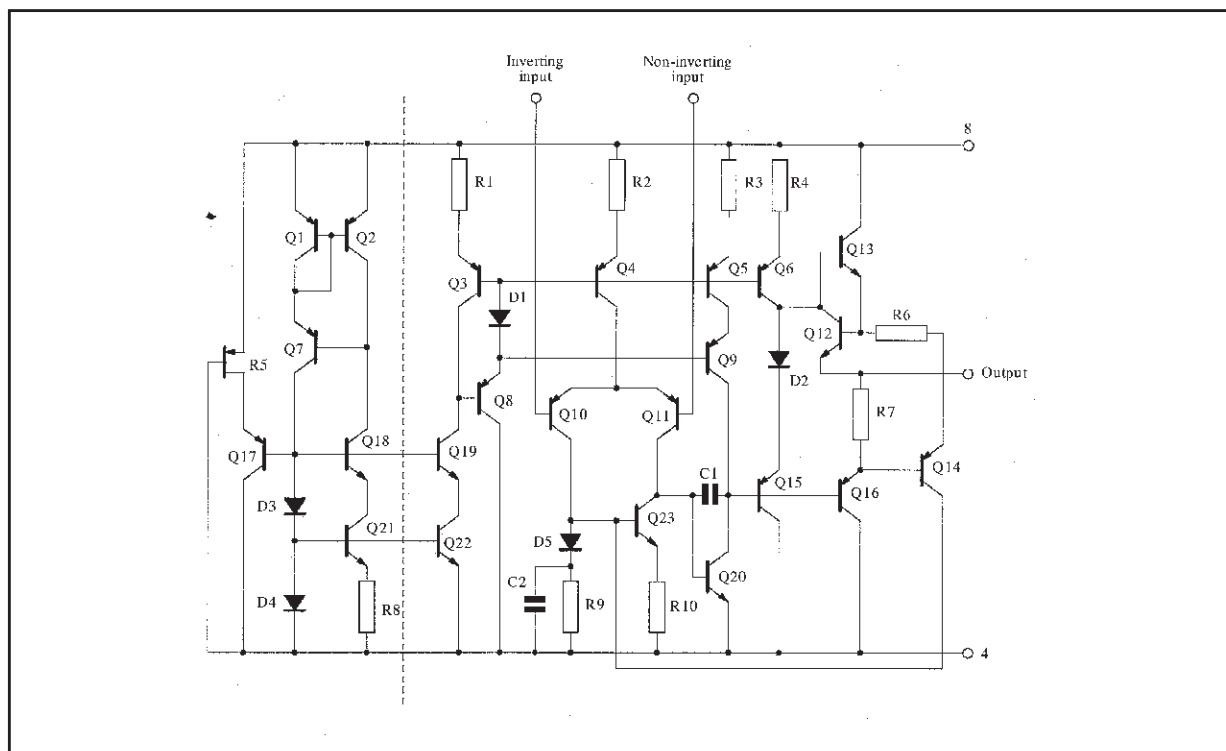 Inverting
input
Non-inverting
input
8
R1
R2
R3
R4
Q1
Q2
Q13
Q3
D1
Q4
Q5
Q6
Q12
R6
Q7
R5
Q8
Q9
D2
Output
Q10
Q11
R7
Q17
Q18
Q19
C1
Q15
Q16
Q14
D3
Q21
Q22
D5
Q23
Q20
D4
R8
C2
R9
R10
4